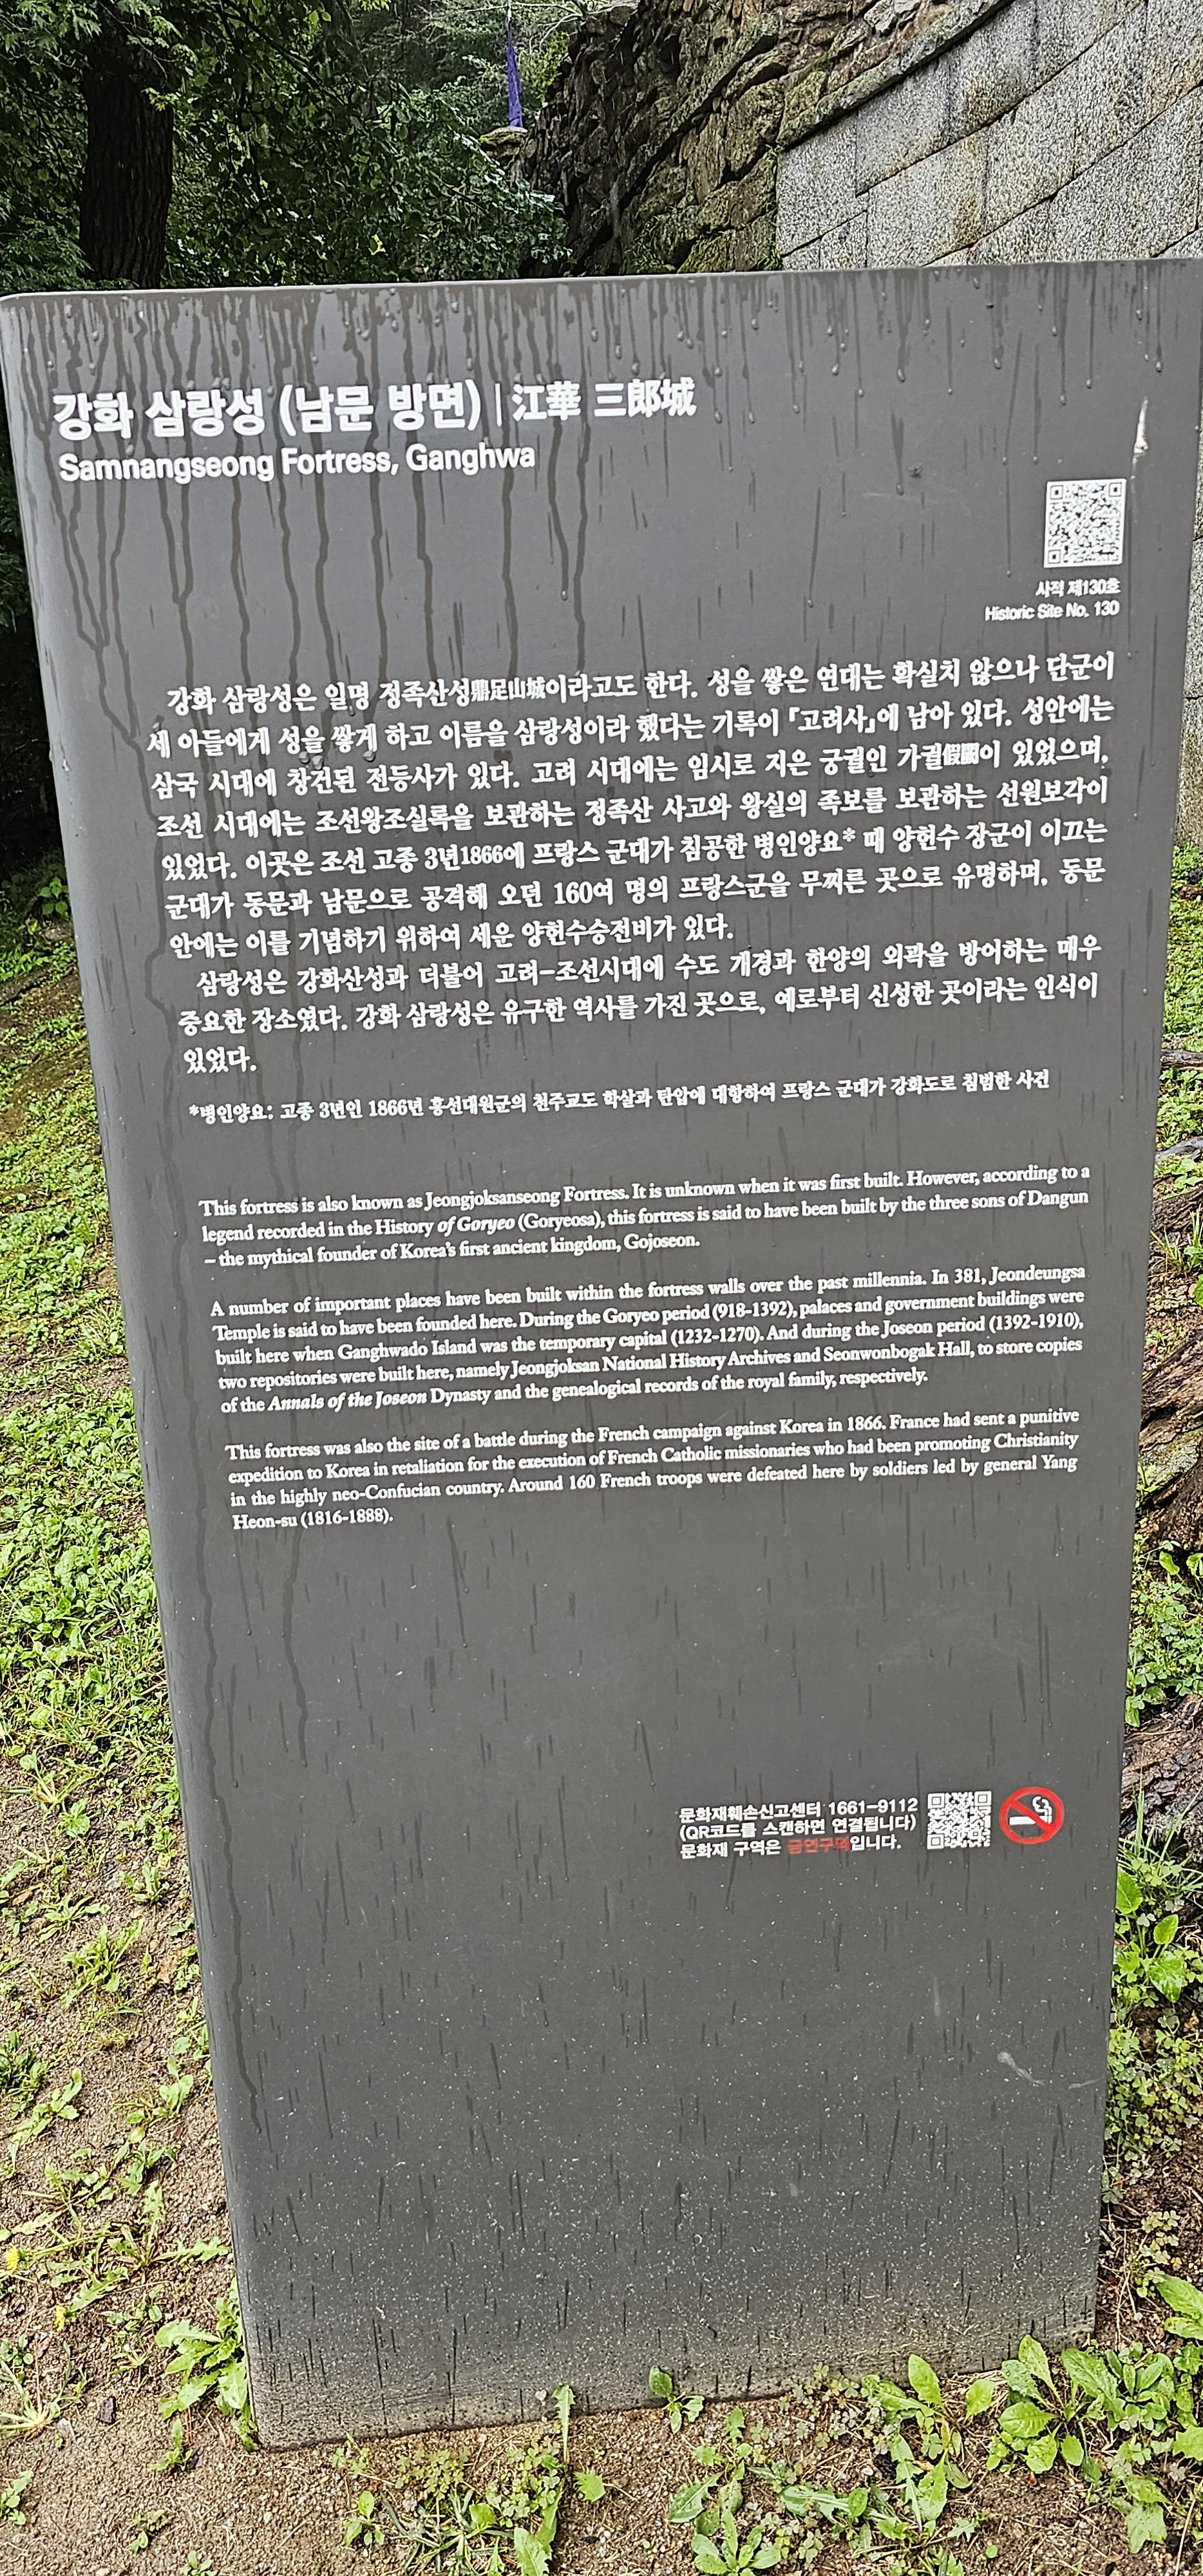 강화 삼랑성 (남문 방면) | 江華 三郎城
Samnangseong Fortress, Ganghwa
사적 제130호
Historic Site No. 130
강화 삼랑성은 일명 정족산성鼎足山城이라고도 한다. 성을 쌓은 연대는 확실치 않으나 단군이
세 아들에게 성을 쌓게 하고 이름을 삼랑성이라 했다는 기록이 『고려사』에 남아 있다. 성안에는
삼국 시대에 창건된 전등사가 있다. 고려 시대에는 임시로 지은 궁궐인 가궐假闕이 있었으며,
조선 시대에는 조선왕조실록을 보관하는 정족산 사고와 왕실의 족보를 보관하는 선원보각이
있었다. 이곳은 조선 고종 3년1866에 프랑스 군대가 침공한 병인양요* 때 양헌수 장군이 이끄는
군대가 동문과 남문으로 공격해 오던 160여 명의 프랑스군을 무찌른 곳으로 유명하며, 동문
안에는 이를 기념하기 위하여 세운 양헌수승전비가 있다.
삼랑성은 강화산성과 더불어 고려-조선시대에 수도 개경과 한양의 외곽을 방어하는 매우
중요한 장소였다. 강화 삼랑성은 유구한 역사를 가진 곳으로, 예로부터 신성한 곳이라는 인식이
있었다.
*병인양요: 고종 3년인 1866년 흥선대원군의 천주교도 학살과 탄압에 대항하여 프랑스 군대가 강화도로 침범한 사건
This fortress is also known as Jeongjoksanseong Fortress. It is unknown when it was first built. However, according to a
legend recorded in the History of Goryeo (Goryeosa), this fortress is said to have been built by the three sons of Dangun
– the mythical founder of Korea's first ancient kingdom, Gojoseon.
A number of important places have been built within the fortress walls over the past millennia. In 381, Jeondeungsa
Temple is said to have been founded here. During the Goryeo period (918-1392), palaces and government buildings were
built here when Ganghwado Island was the temporary capital (1232-1270). And during the Joseon period (1392-1910),
two repositories were built here, namely Jeongjoksan National History Archives and Seonwonbogak Hall, to store copies
of the Annals of the Joseon Dynasty and the genealogical records of the royal family, respectively.
This fortress was also the site of a battle during the French campaign against Korea in 1866. France had sent a punitive
expedition to Korea in retaliation for the execution of French Catholic missionaries who had been promoting Christianity
in the highly neo-Confucian country. Around 160 French troops were defeated here by soldiers led by general Yang
Heon-su (1816-1888).
문화재훼손신고센터 1661-9112
(QR코드를 스캔하면 연결됩니다)
문화재 구역은 금연구역입니다.